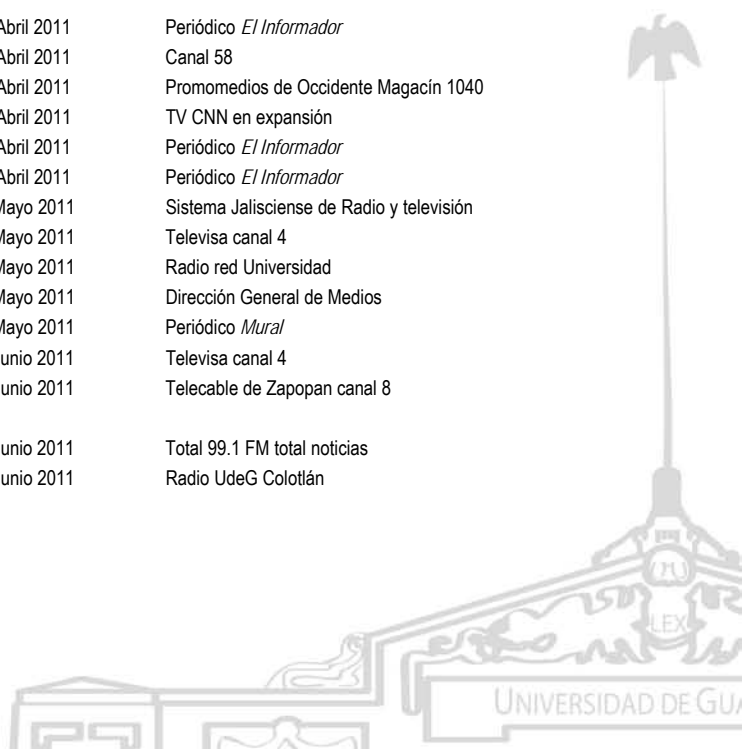 Abril 2011 Periódico El Informador
Abril 2011 Canal 58
Abril 2011 Promomedios de Occidente Magacín 1040
Abril 2011 TV CNN en expansión
Abril 2011 Periódico El Informador
Abril 2011 Periódico El Informador
Mayo 2011 Sistema Jalisciense de Radio y televisión
Mayo 2011 Televisa canal 4
Mayo 2011 Radio red Universidad
Mayo 2011 Dirección General de Medios
Mayo 2011 Periódico Mural
unio 2011 Televisa canal 4
unio 2011 Telecable de Zapopan canal 8
unio 2011 Total 99.1 FM total noticias
unio 2011 Radio UdeG Colotlán
LEX
UNIVERSIDAD DE GUA